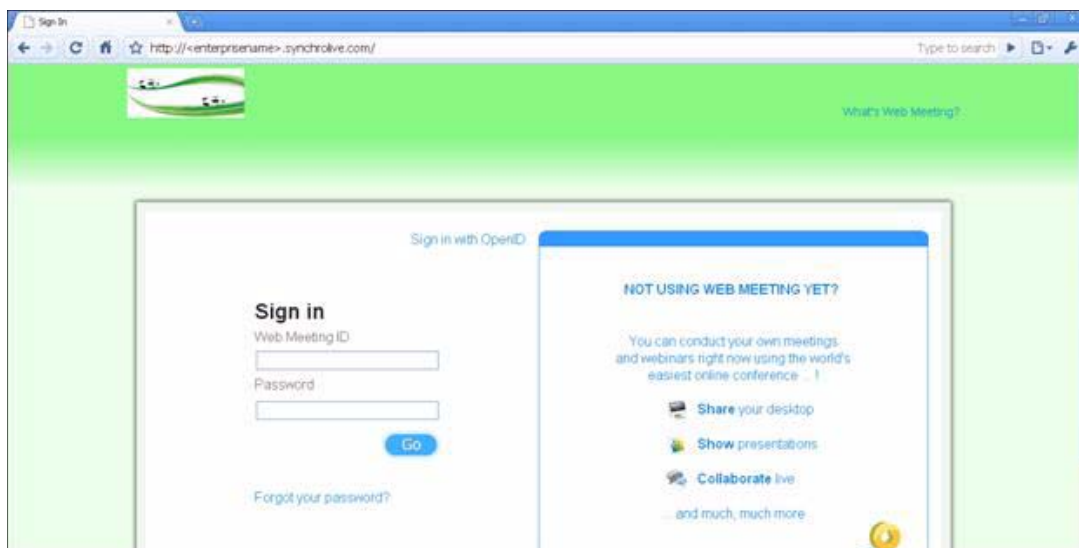 Sign In
http://<enterprisename>.synchrolive.com/
Type to search
What's Web Meeting?
Sign in with OpenID
Sign in
Web Meeting ID
Password
Go
Forgot your password?
NOT USING WEB MEETING YET?
You can conduct your own meetings
and webinars right now using the world's
easiest online conference ... !
Share your desktop
Show presentations
Collaborate live
... and much, much more